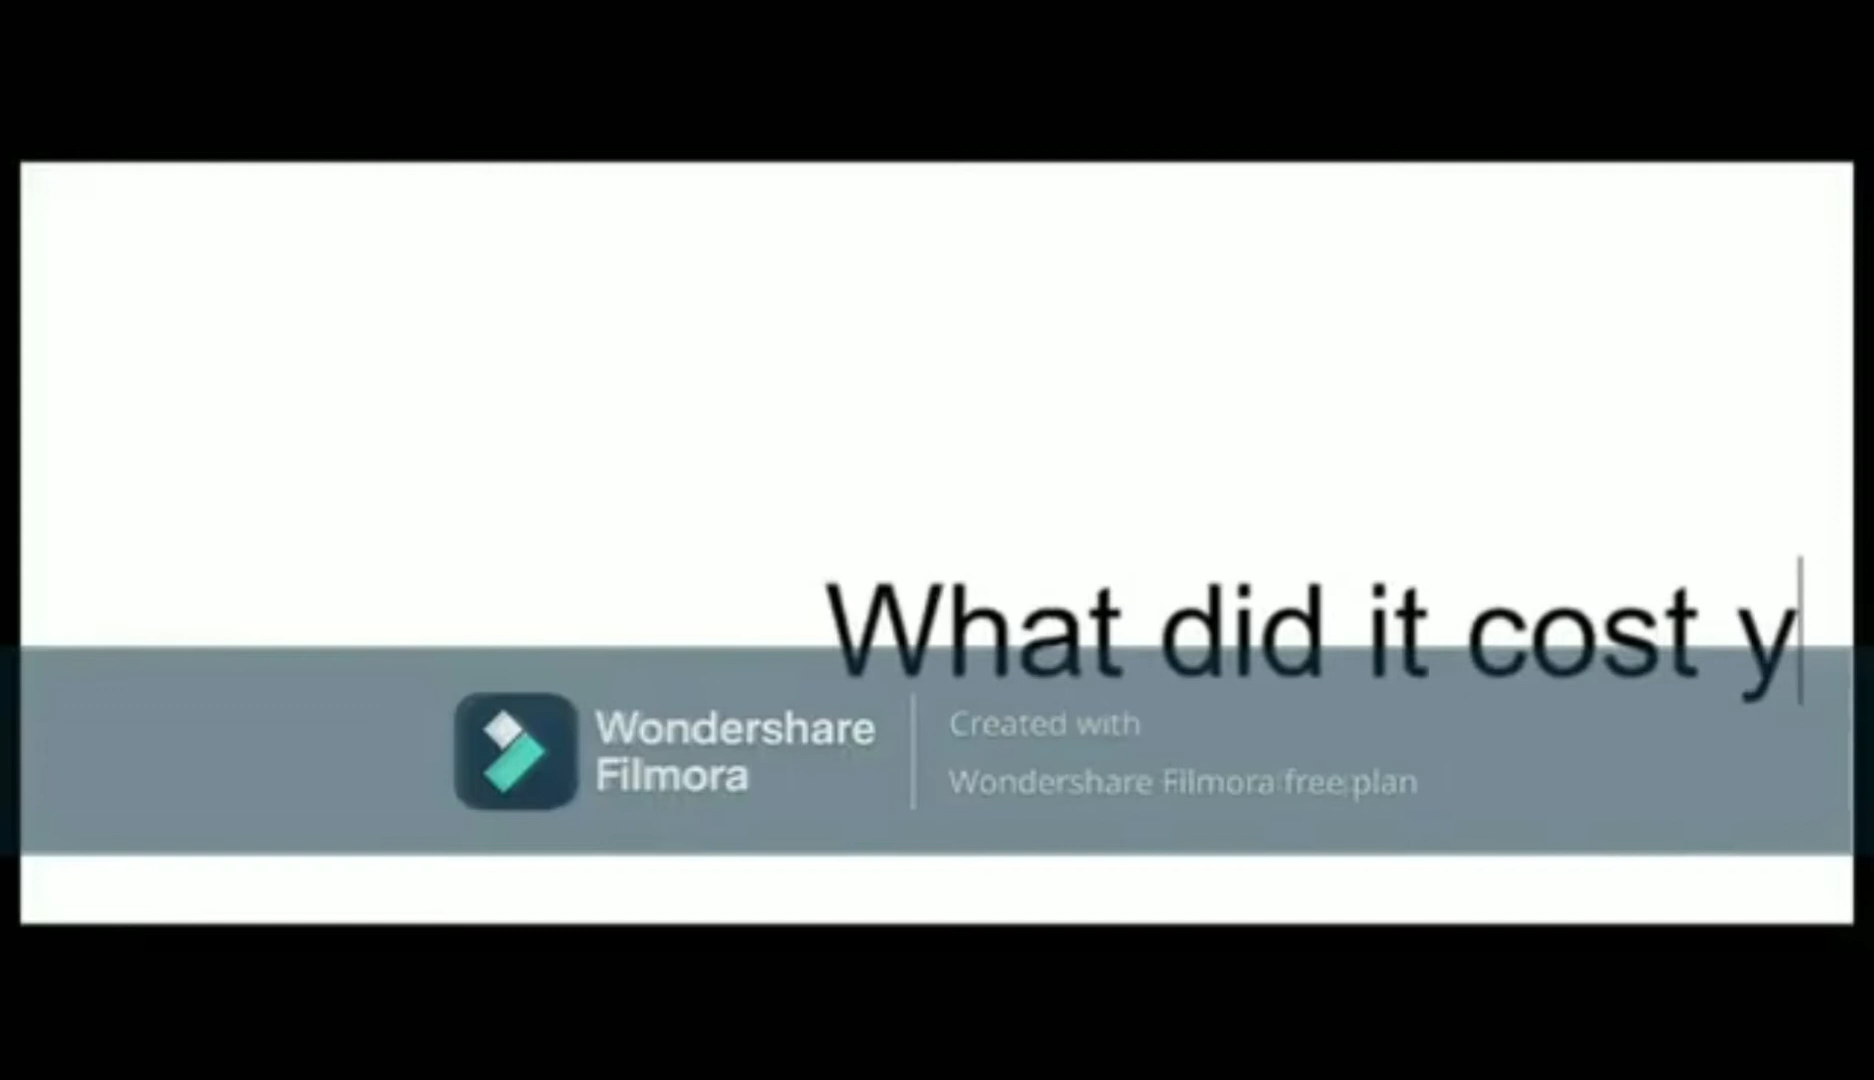 What did it cost y
Wondershare
Filmora
Created with
Wondershare Filmora free plan